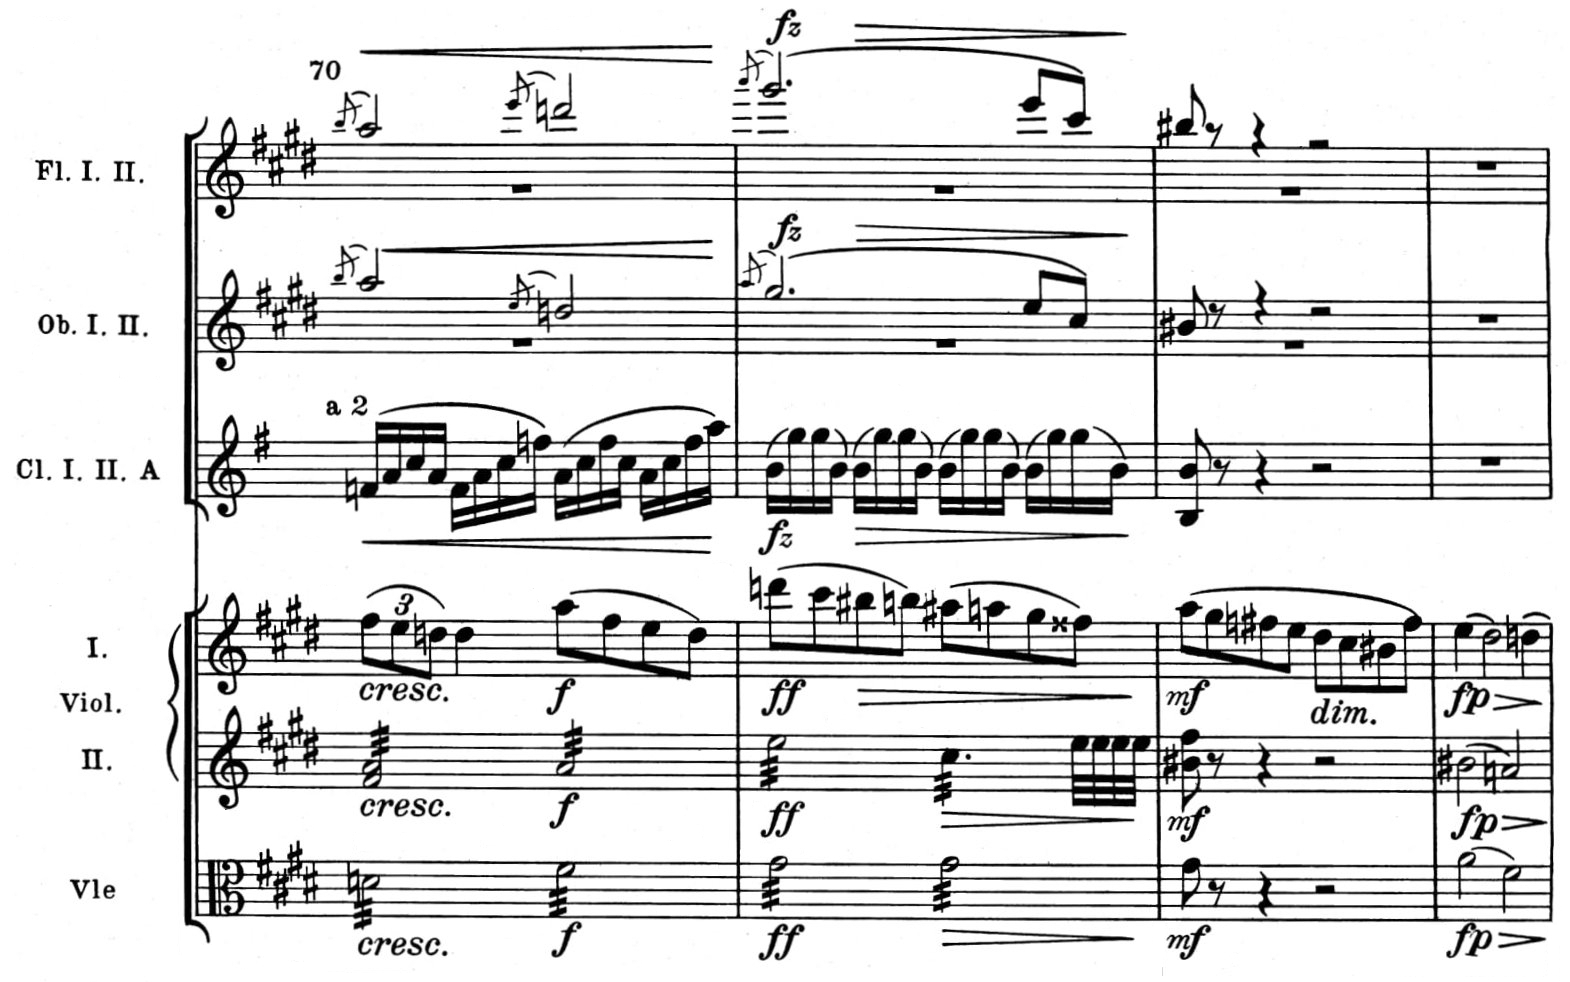 fz
70
Fl. I. II.
fz
Ob. I. II.
a 2
Cl. I. II. A
fz
3
I.
cresc. f ff mf dim. fp
Viol.
II.
cresc. f ff mf fp
Vle
cresc. f ff mf fp